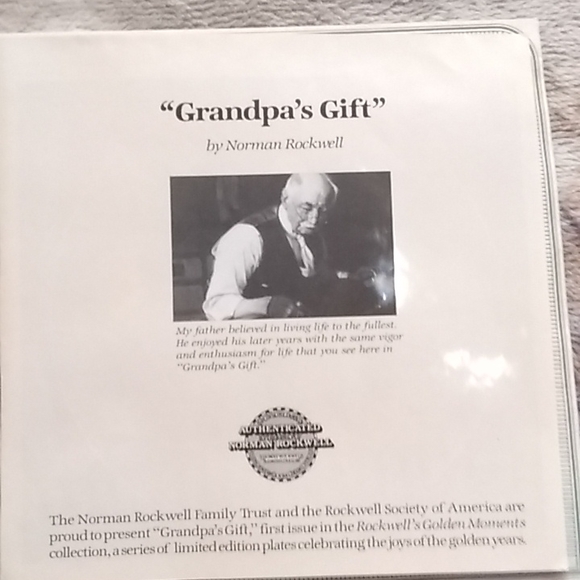 “Grandpa’s Gift”
by Norman Rockwell
My father believed in living life to the fullest.
He enjoyed his later years with the same vigor
and enthusiasm for life that you see here in
“Grandpa’s Gift.”
AUTHENTICATED
NORMAN ROCKWELL
The Norman Rockwell Family Trust and the Rockwell Society of America are
proud to present “Grandpa’s Gift,” first issue in the Rockwell’s Golden Moments
collection, a series of limited edition plates celebrating the joys of the golden years.